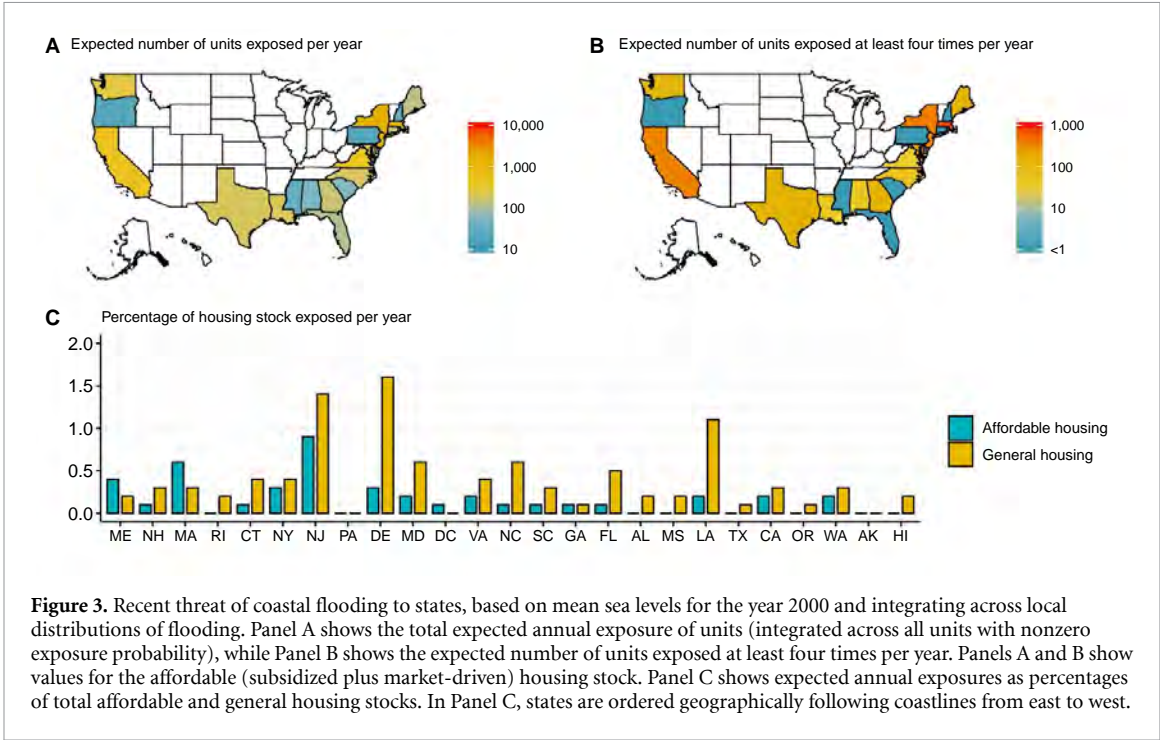 A Expected number of units exposed per year
B Expected number of units exposed at least four times per year
10,000
1,000
100
10
1,000
100
10
<1
C Percentage of housing stock exposed per year
2.0
1.5
1.0
0.5
0.0
ME NH MA RI CT NY NJ PA DE MD DC VA NC SC GA FL AL MS LA TX CA OR WA AK HI
Affordable housing
General housing
Figure 3. Recent threat of coastal flooding to states, based on mean sea levels for the year 2000 and integrating across local
distributions of flooding. Panel A shows the total expected annual exposure of units (integrated across all units with nonzero
exposure probability), while Panel B shows the expected number of units exposed at least four times per year. Panels A and B show
values for the affordable (subsidized plus market-driven) housing stock. Panel C shows expected annual exposures as percentages
of total affordable and general housing stocks. In Panel C, states are ordered geographically following coastlines from east to west.